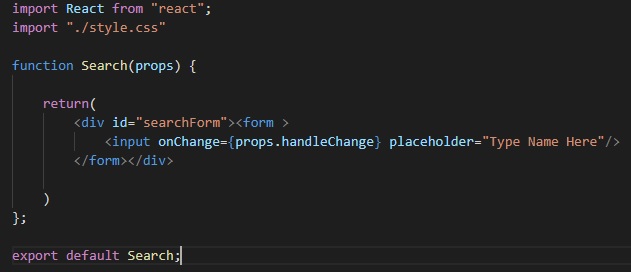 import React from "react";
import "./style.css"
function Search(props) {
return(
<div id="searchForm"><form >
<input onChange={props.handleChange} placeholder="Type Name Here"/>
</form></div>
)
};
export default Search;